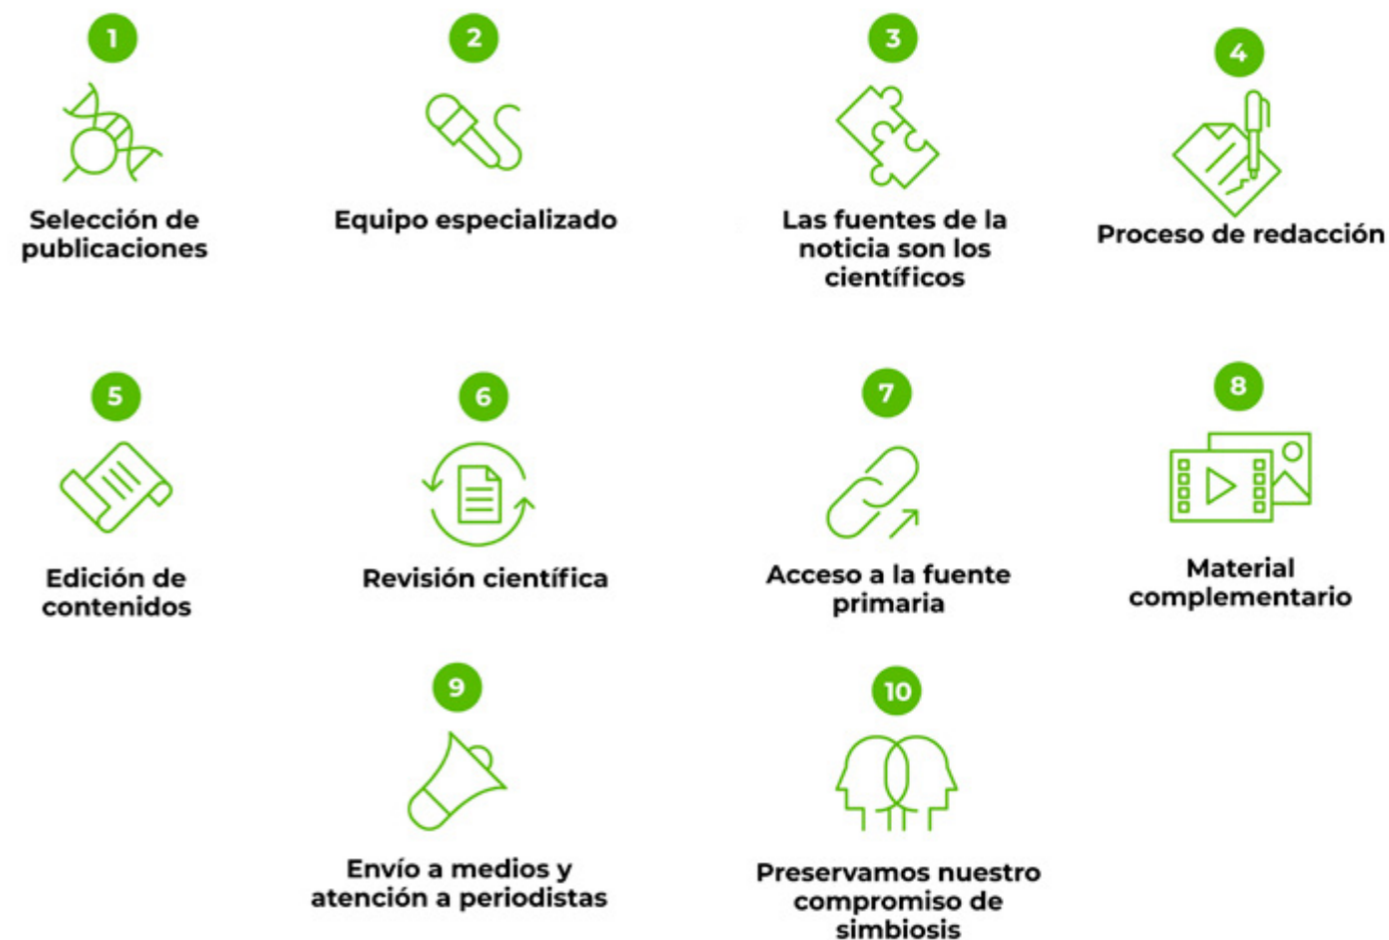 1
Selección de
publicaciones
2
Equipo especializado
3
Las fuentes de la
noticia son los
científicos
4
Proceso de redacción
5
Edición de
contenidos
6
Revisión científica
7
Acceso a la fuente
primaria
8
Material
complementario
9
Envío a medios y
atención a periodistas
10
Preservamos nuestro
compromiso de
simbiosis